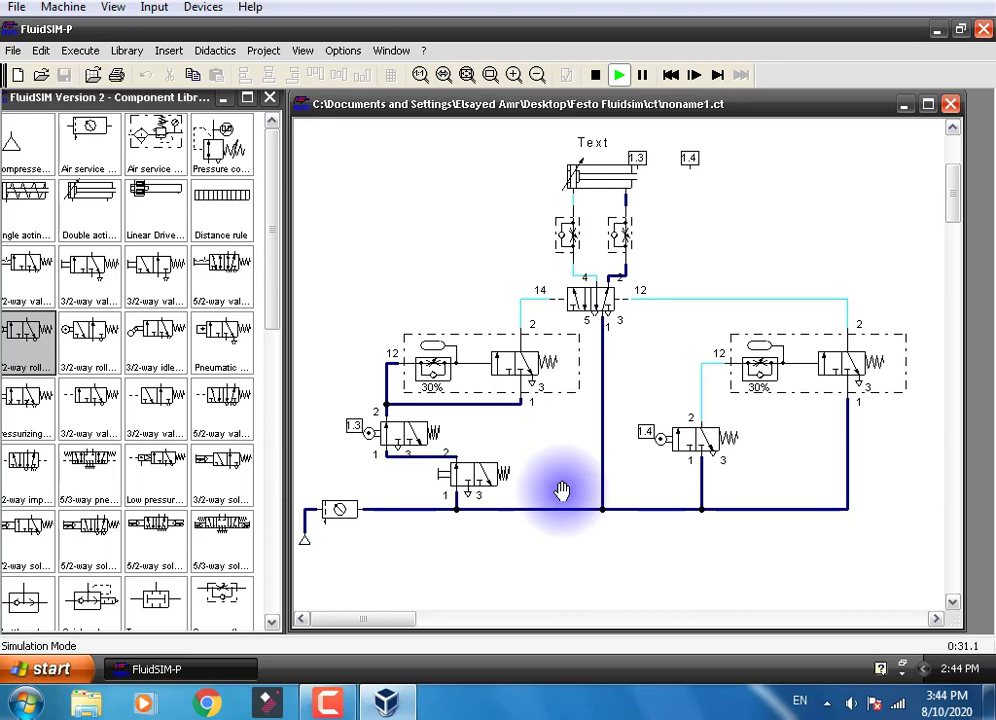 File Machine View Input Devices Help
FluidSIM-P
File Edit Execute Library Insert Didactics Project View Options Window ?
FluidSIM Version 2 - Component Libr...
C:\Documents and Settings\Elsayed Amr\Desktop\Festo Fluidsim\ct\noname1.ct
ompresse... Air service ... Air service ... Pressure co...
ngle actin... Double acti... Linear Drive... Distance rule
/2-way val... 3/2-way val... 3/2-way val... 5/2-way val...
/2-way roll... 3/2-way roll... 3/2-way idle... Pneumatic ...
ressurizing... 3/2-way val... 3/2-way val... 5/2-way val...
/2-way imp... 5/3-way pne... Low pressur... 3/2-way sol...
/2-way sol... 5/2-way sol... 5/2-way sol... 5/3-way sol...
Text
1.3 1.4
4 2
14 12
5 1 3
2 2
12 12
30% 3 30% 3
1 1
2
1.3
1 3
2
1 3
2
1.4
1 3
Simulation Mode 0:31.1
start FluidSIM-P 2:44 PM
EN 3:44 PM
8/10/2020